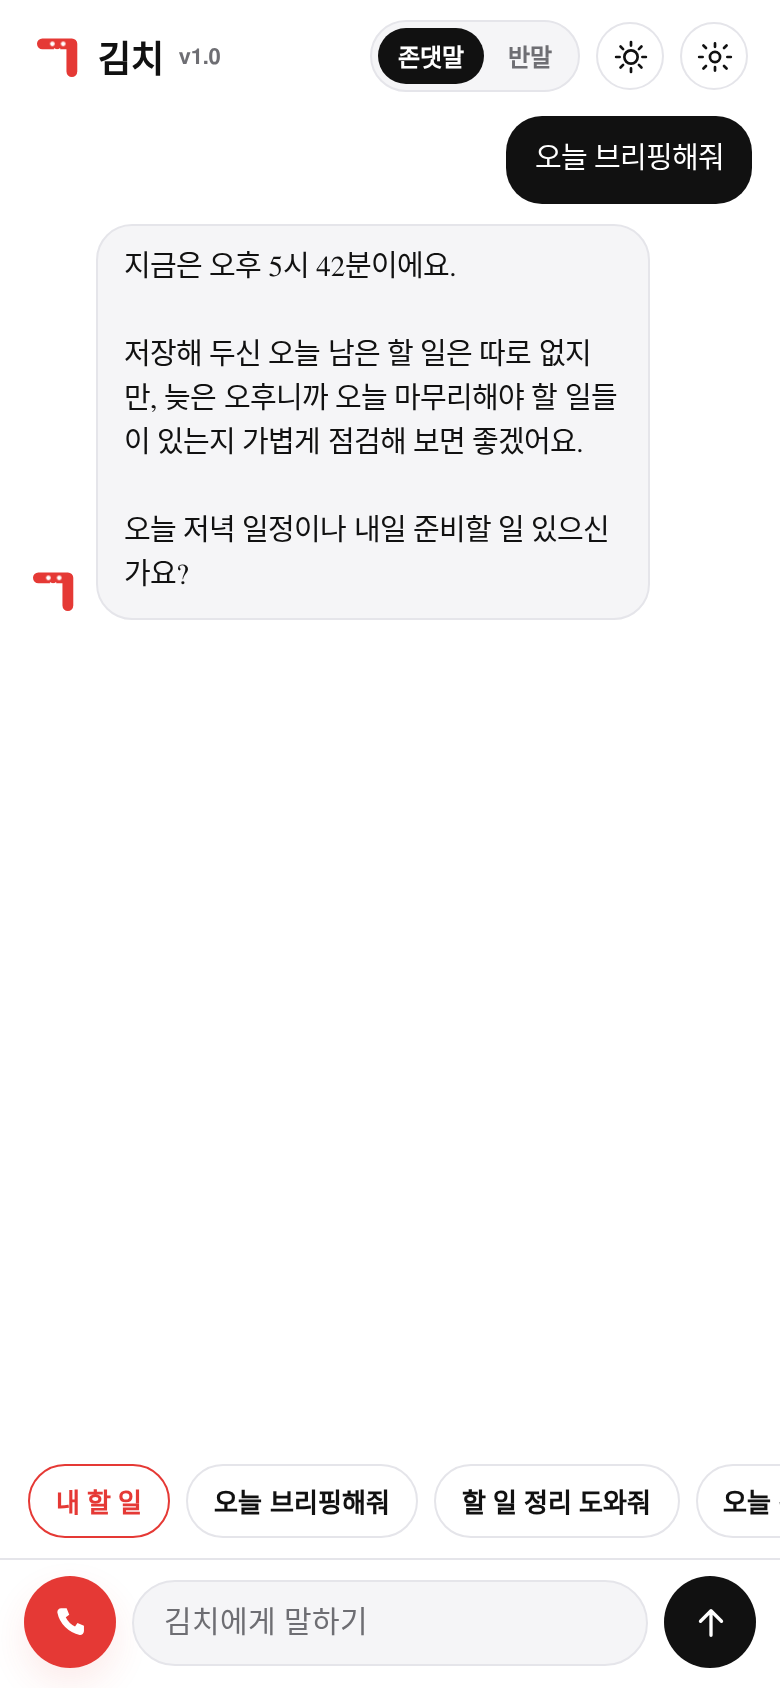 김치 v1.0 존댓말 반말
오늘 브리핑해줘
지금은 오후 5시 42분이에요.
저장해 두신 오늘 남은 할 일은 따로 없지
만, 늦은 오후니까 오늘 마무리해야 할 일들
이 있는지 가볍게 점검해 보면 좋겠어요.
오늘 저녁 일정이나 내일 준비할 일 있으신
가요?
내 할 일 오늘 브리핑해줘 할 일 정리 도와줘 오늘
김치에게 말하기